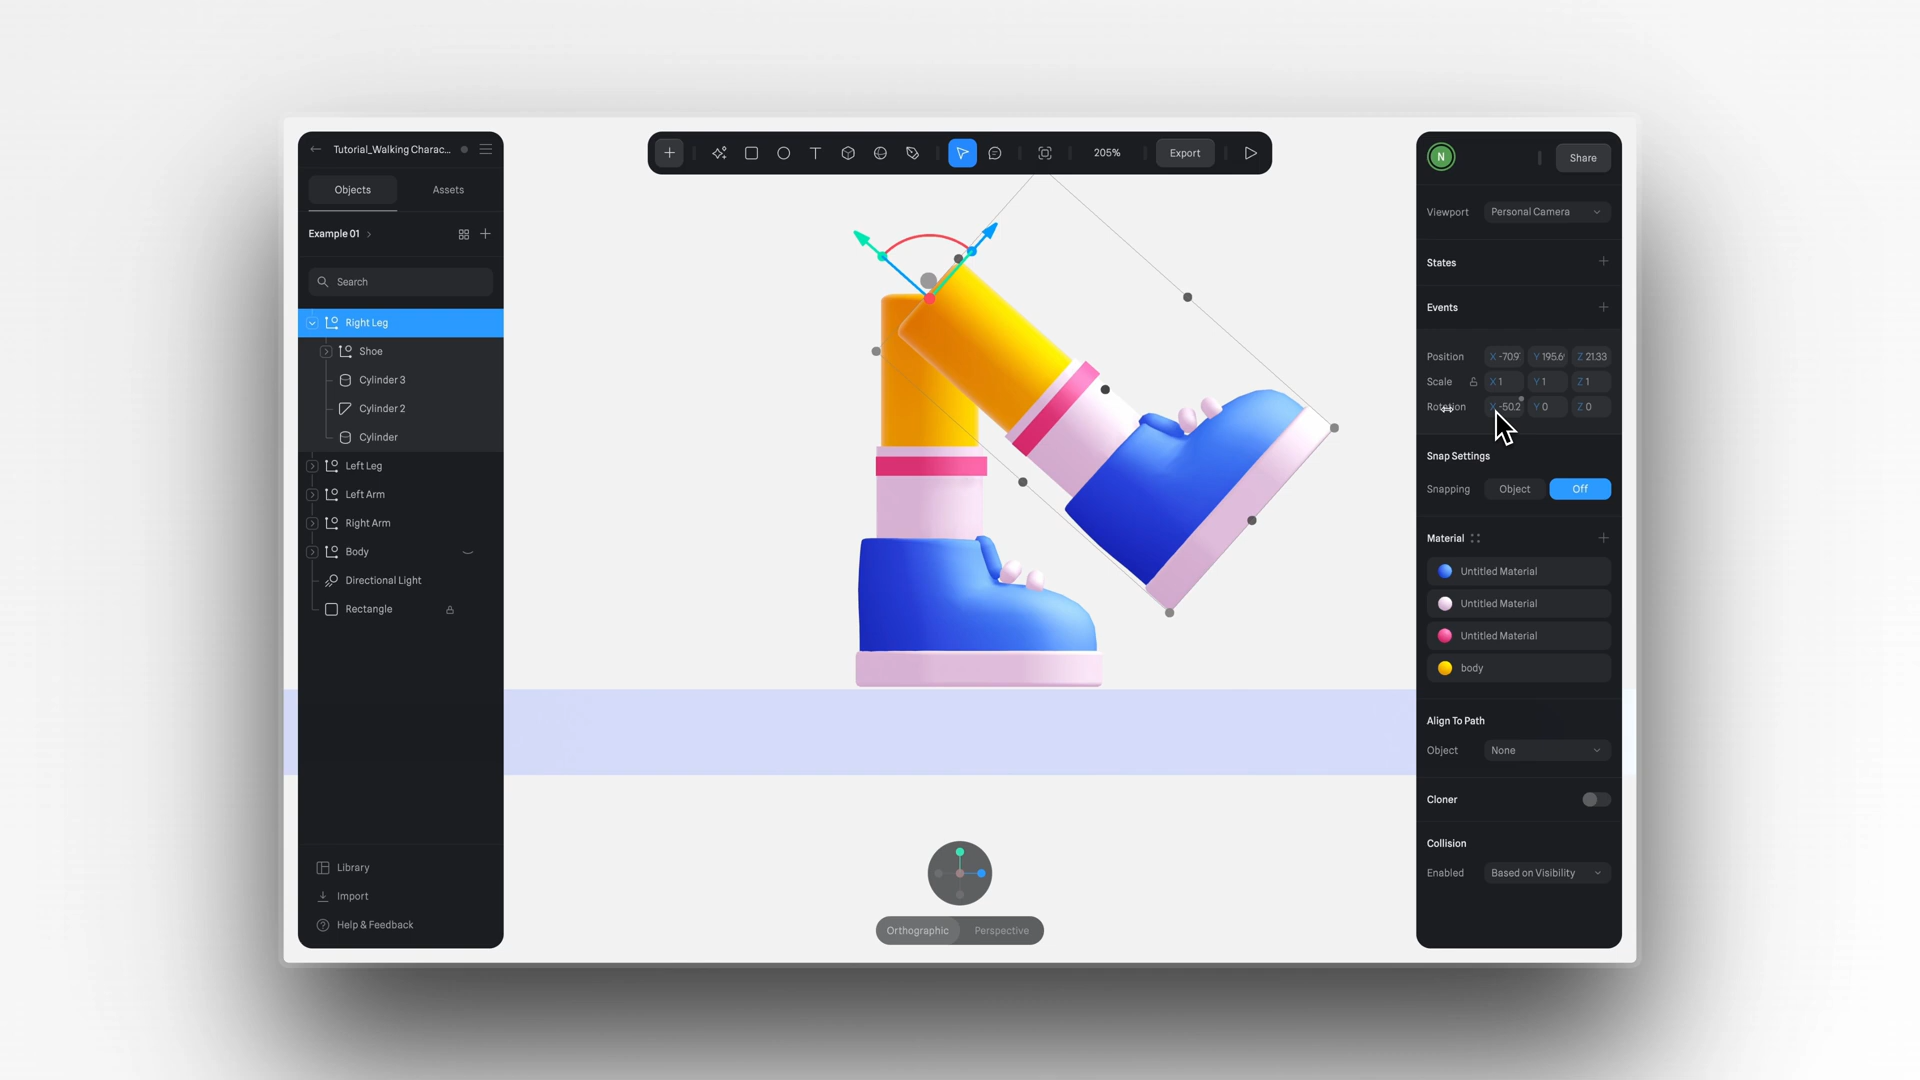 Tutorial_Walking Charac...
Objects
Assets
Example 01
Search
Right Leg
Shoe
Cylinder 3
Cylinder 2
Cylinder
Left Leg
Left Arm
Right Arm
Body
Directional Light
Rectangle
Library
Import
Help & Feedback
T
205%
Export
Orthographic
Perspective
N
Share
Viewport
Personal Camera
States
Events
Position X -70.9 Y 195.6 Z 21.33
Scale X 1 Y 1 Z 1
Rotation X -50.2 Y 0 Z 0
Snap Settings
Snapping Object Off
Material
Untitled Material
Untitled Material
Untitled Material
body
Align To Path
Object None
Cloner
Collision
Enabled Based on Visibility